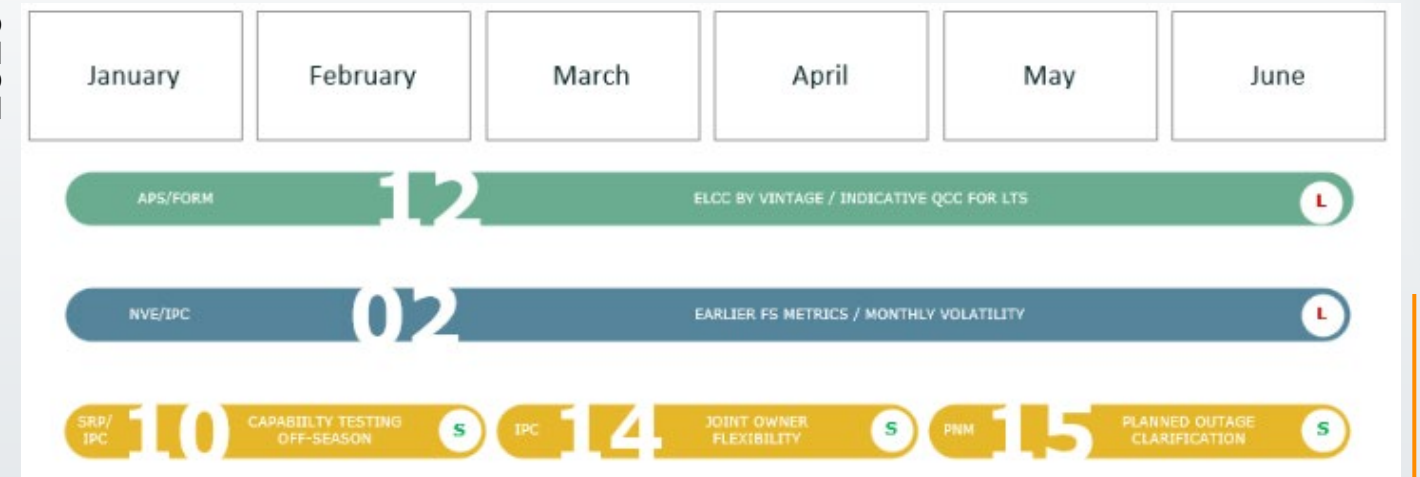 January February March April May June
APS/FORM 12 ELCC BY VINTAGE / INDICATIVE QCC FOR LTS L
NVE/IPC 02 EARLIER FS METRICS / MONTHLY VOLATILITY L
SRP/
IPC 10 CAPABIILTY TESTING
OFF-SEASON S
IPC 14 JOINT OWNER
FLEXIBILITY S
PNM 15 PLANNED OUTAGE
CLARIFICATION S